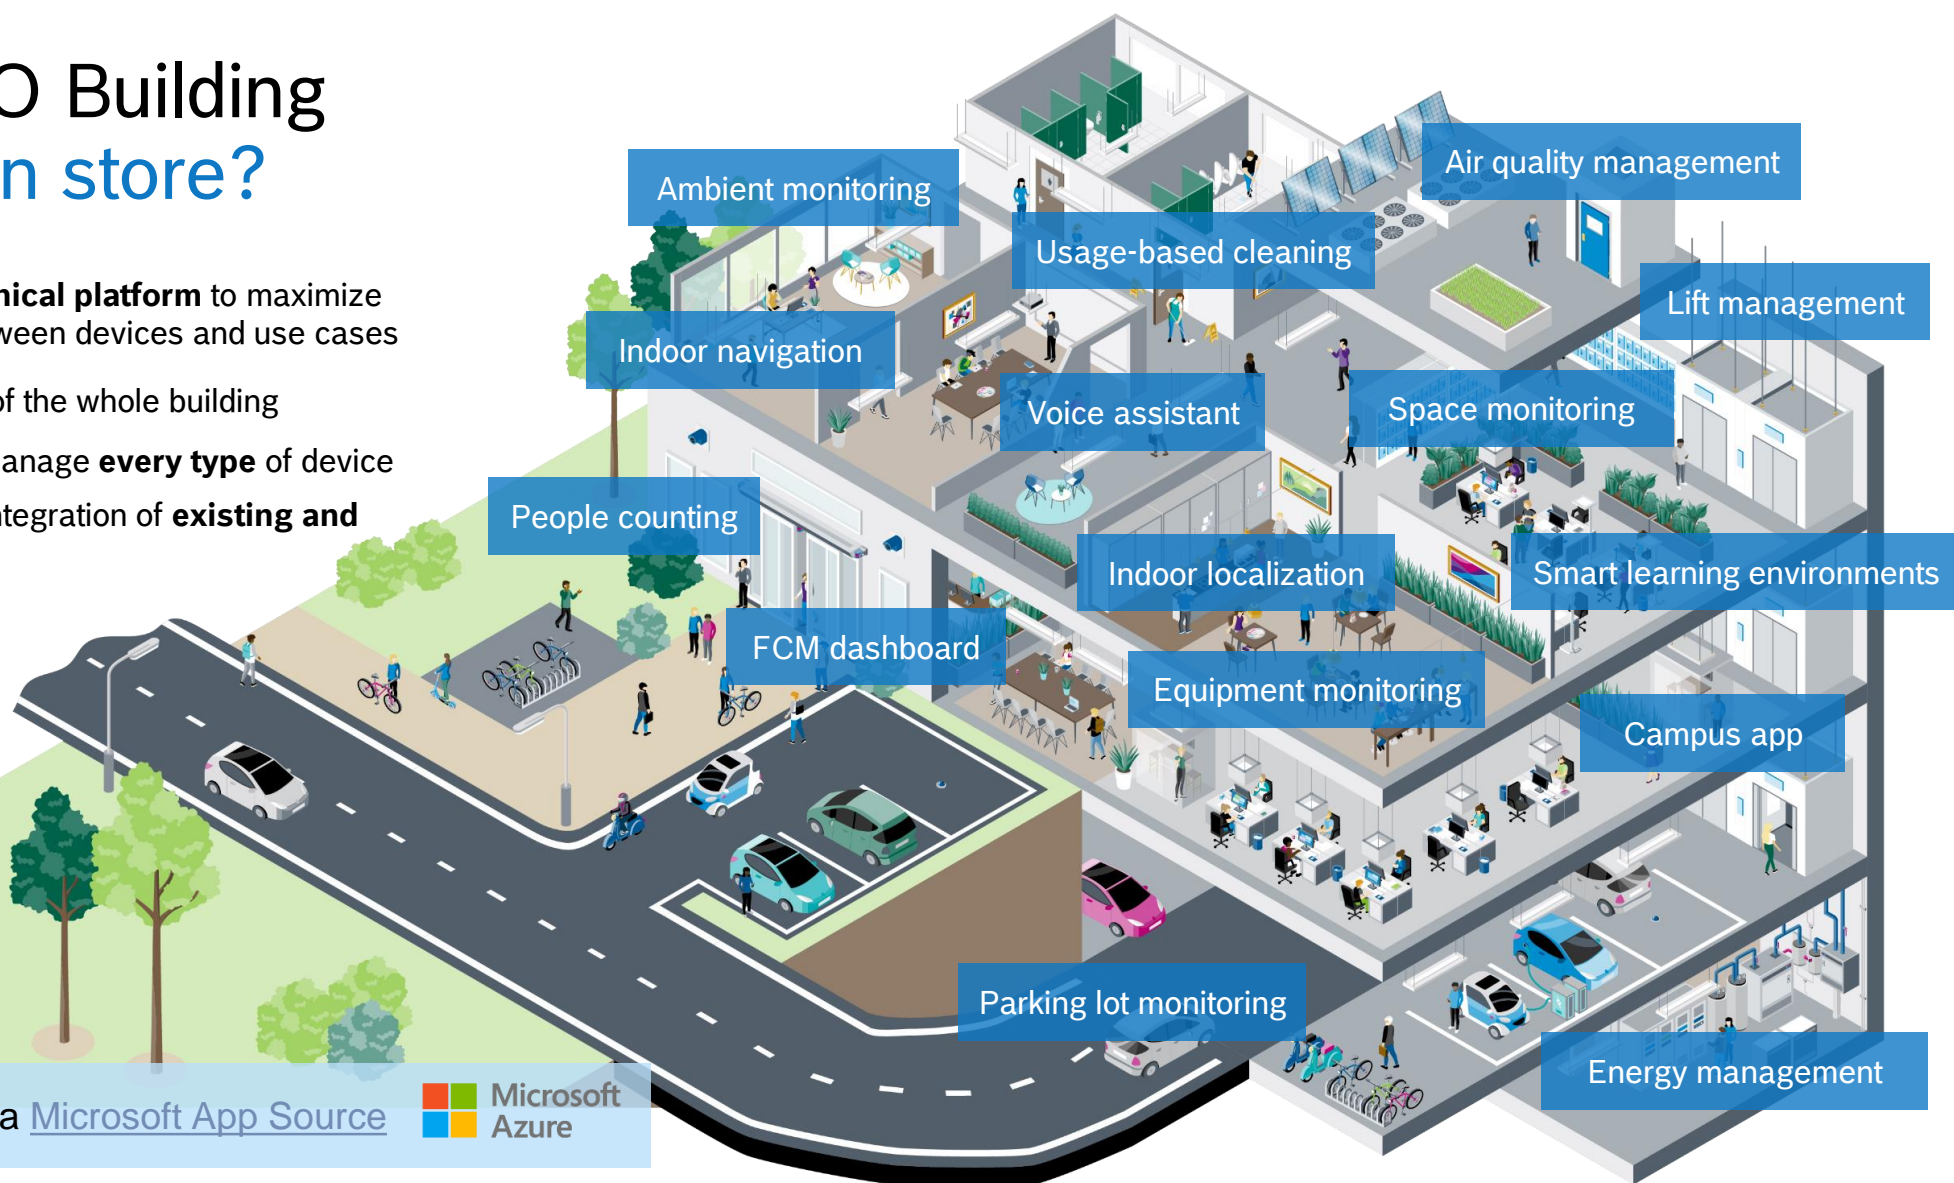 O Building
n store?
nical platform to maximize
ween devices and use cases
of the whole building
anage every type of device
ntegration of existing and
Ambient monitoring
Air quality management
Usage-based cleaning
Lift management
Indoor navigation
Voice assistant
Space monitoring
People counting
Indoor localization
Smart learning environments
FCM dashboard
Equipment monitoring
Campus app
Parking lot monitoring
Energy management
a Microsoft App Source
Microsoft
Azure